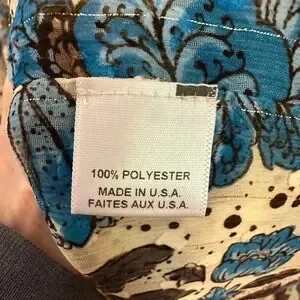 100% POLYESTER
MADE IN U.S.A.
FAITES AUX U.S.A.